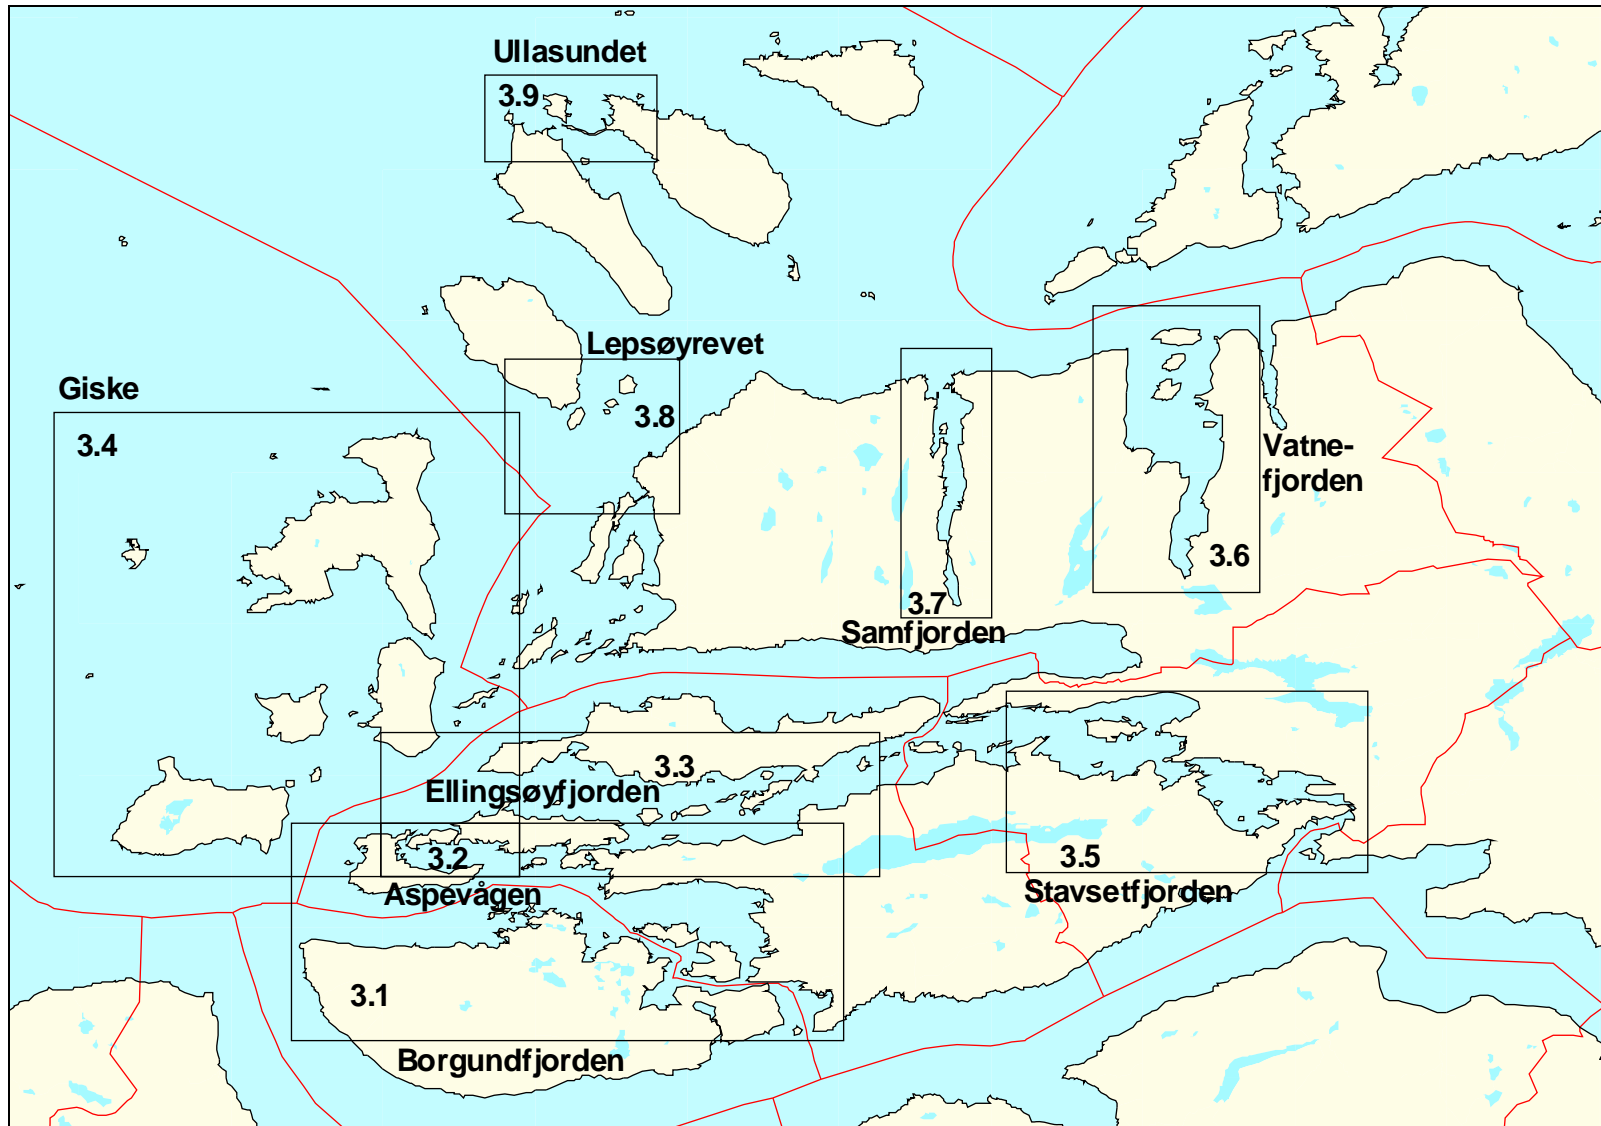 Ullasundet
3.9
Lepsøyrevet
3.8
Giske
3.4
Vatne-
fjorden
3.6
3.7
Samfjorden
3.3
Ellingsøyfjorden
3.2
Aspevågen
3.5
Stavsetfjorden
3.1
Borgundfjorden